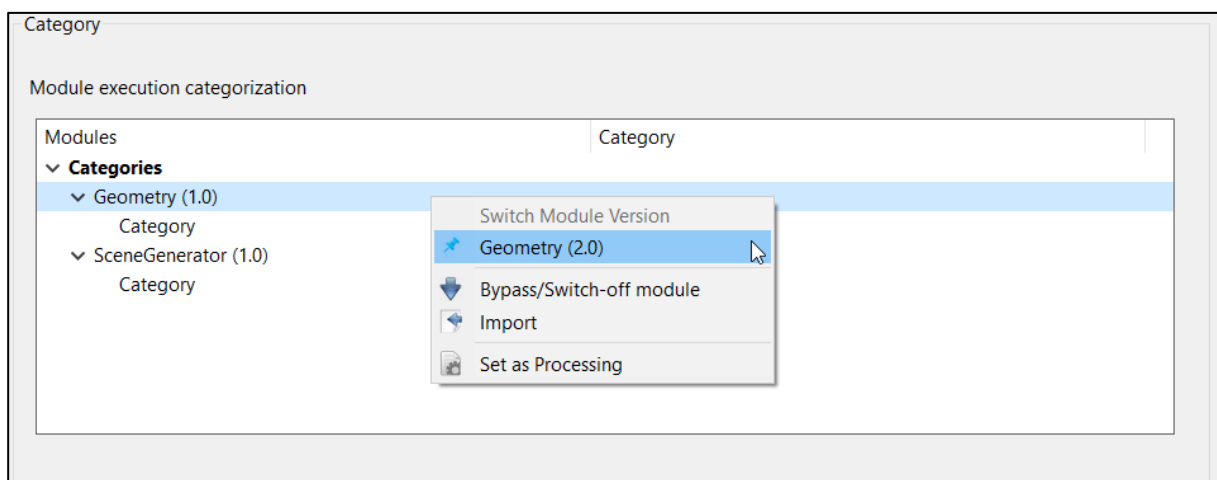 Category
Module execution categorization
Modules Category
Categories
Geometry (1.0)
Switch Module Version
Category
Geometry (2.0)
SceneGenerator (1.0)
Category
Bypass/Switch-off module
Import
Set as Processing